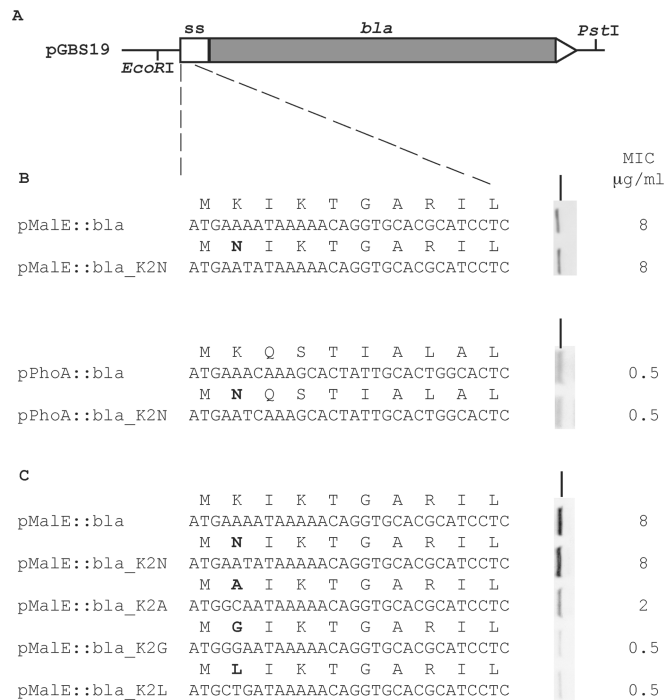 A
ss bla PstI
pGBS19
EcoRI
MIC
B μg/ml
M K I K T G A R I L
pMalE::bla ATGAAAATAAAAACAGGTGCACGCATCCTC 8
M N I K T G A R I L
pMalE::bla_K2N ATGAATATAAAAACAGGTGCACGCATCCTC 8
M K Q S T I A L A L
pPhoA::bla ATGAAACAAAGCACTATTGCACTGGCACTC 0.5
M N Q S T I A L A L
pPhoA::bla_K2N ATGAATCAAAGCACTATTGCACTGGCACTC 0.5
C
M K I K T G A R I L
pMalE::bla ATGAAAATAAAAACAGGTGCACGCATCCTC 8
M N I K T G A R I L
pMalE::bla_K2N ATGAATATAAAAACAGGTGCACGCATCCTC 8
M A I K T G A R I L
pMalE::bla_K2A ATGGCAATAAAAACAGGTGCACGCATCCTC 2
M G I K T G A R I L
pMalE::bla_K2G ATGGGAATAAAAACAGGTGCACGCATCCTC 0.5
M L I K T G A R I L
pMalE::bla_K2L ATGCTGATAAAAACAGGTGCACGCATCCTC 0.5